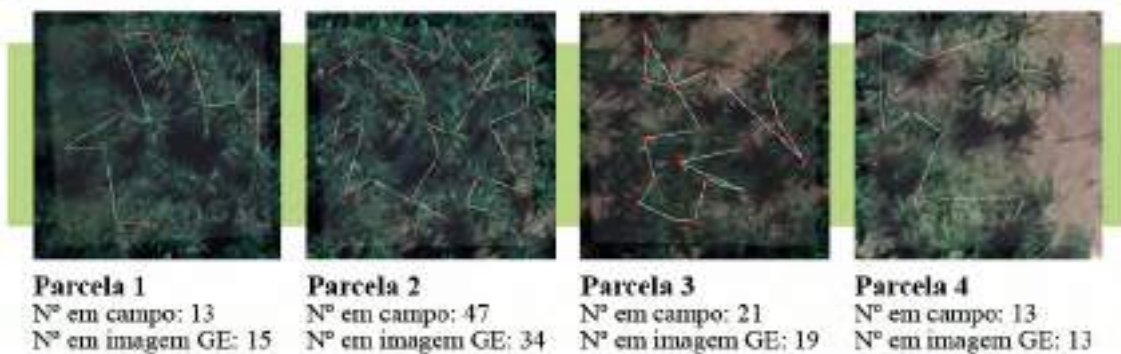 Parcela 1
Nº em campo: 13
Nº em imagem GE: 15
Parcela 2
Nº em campo: 47
Nº em imagem GE: 34
Parcela 3
Nº em campo: 21
Nº em imagem GE: 19
Parcela 4
Nº em campo: 13
Nº em imagem GE: 13